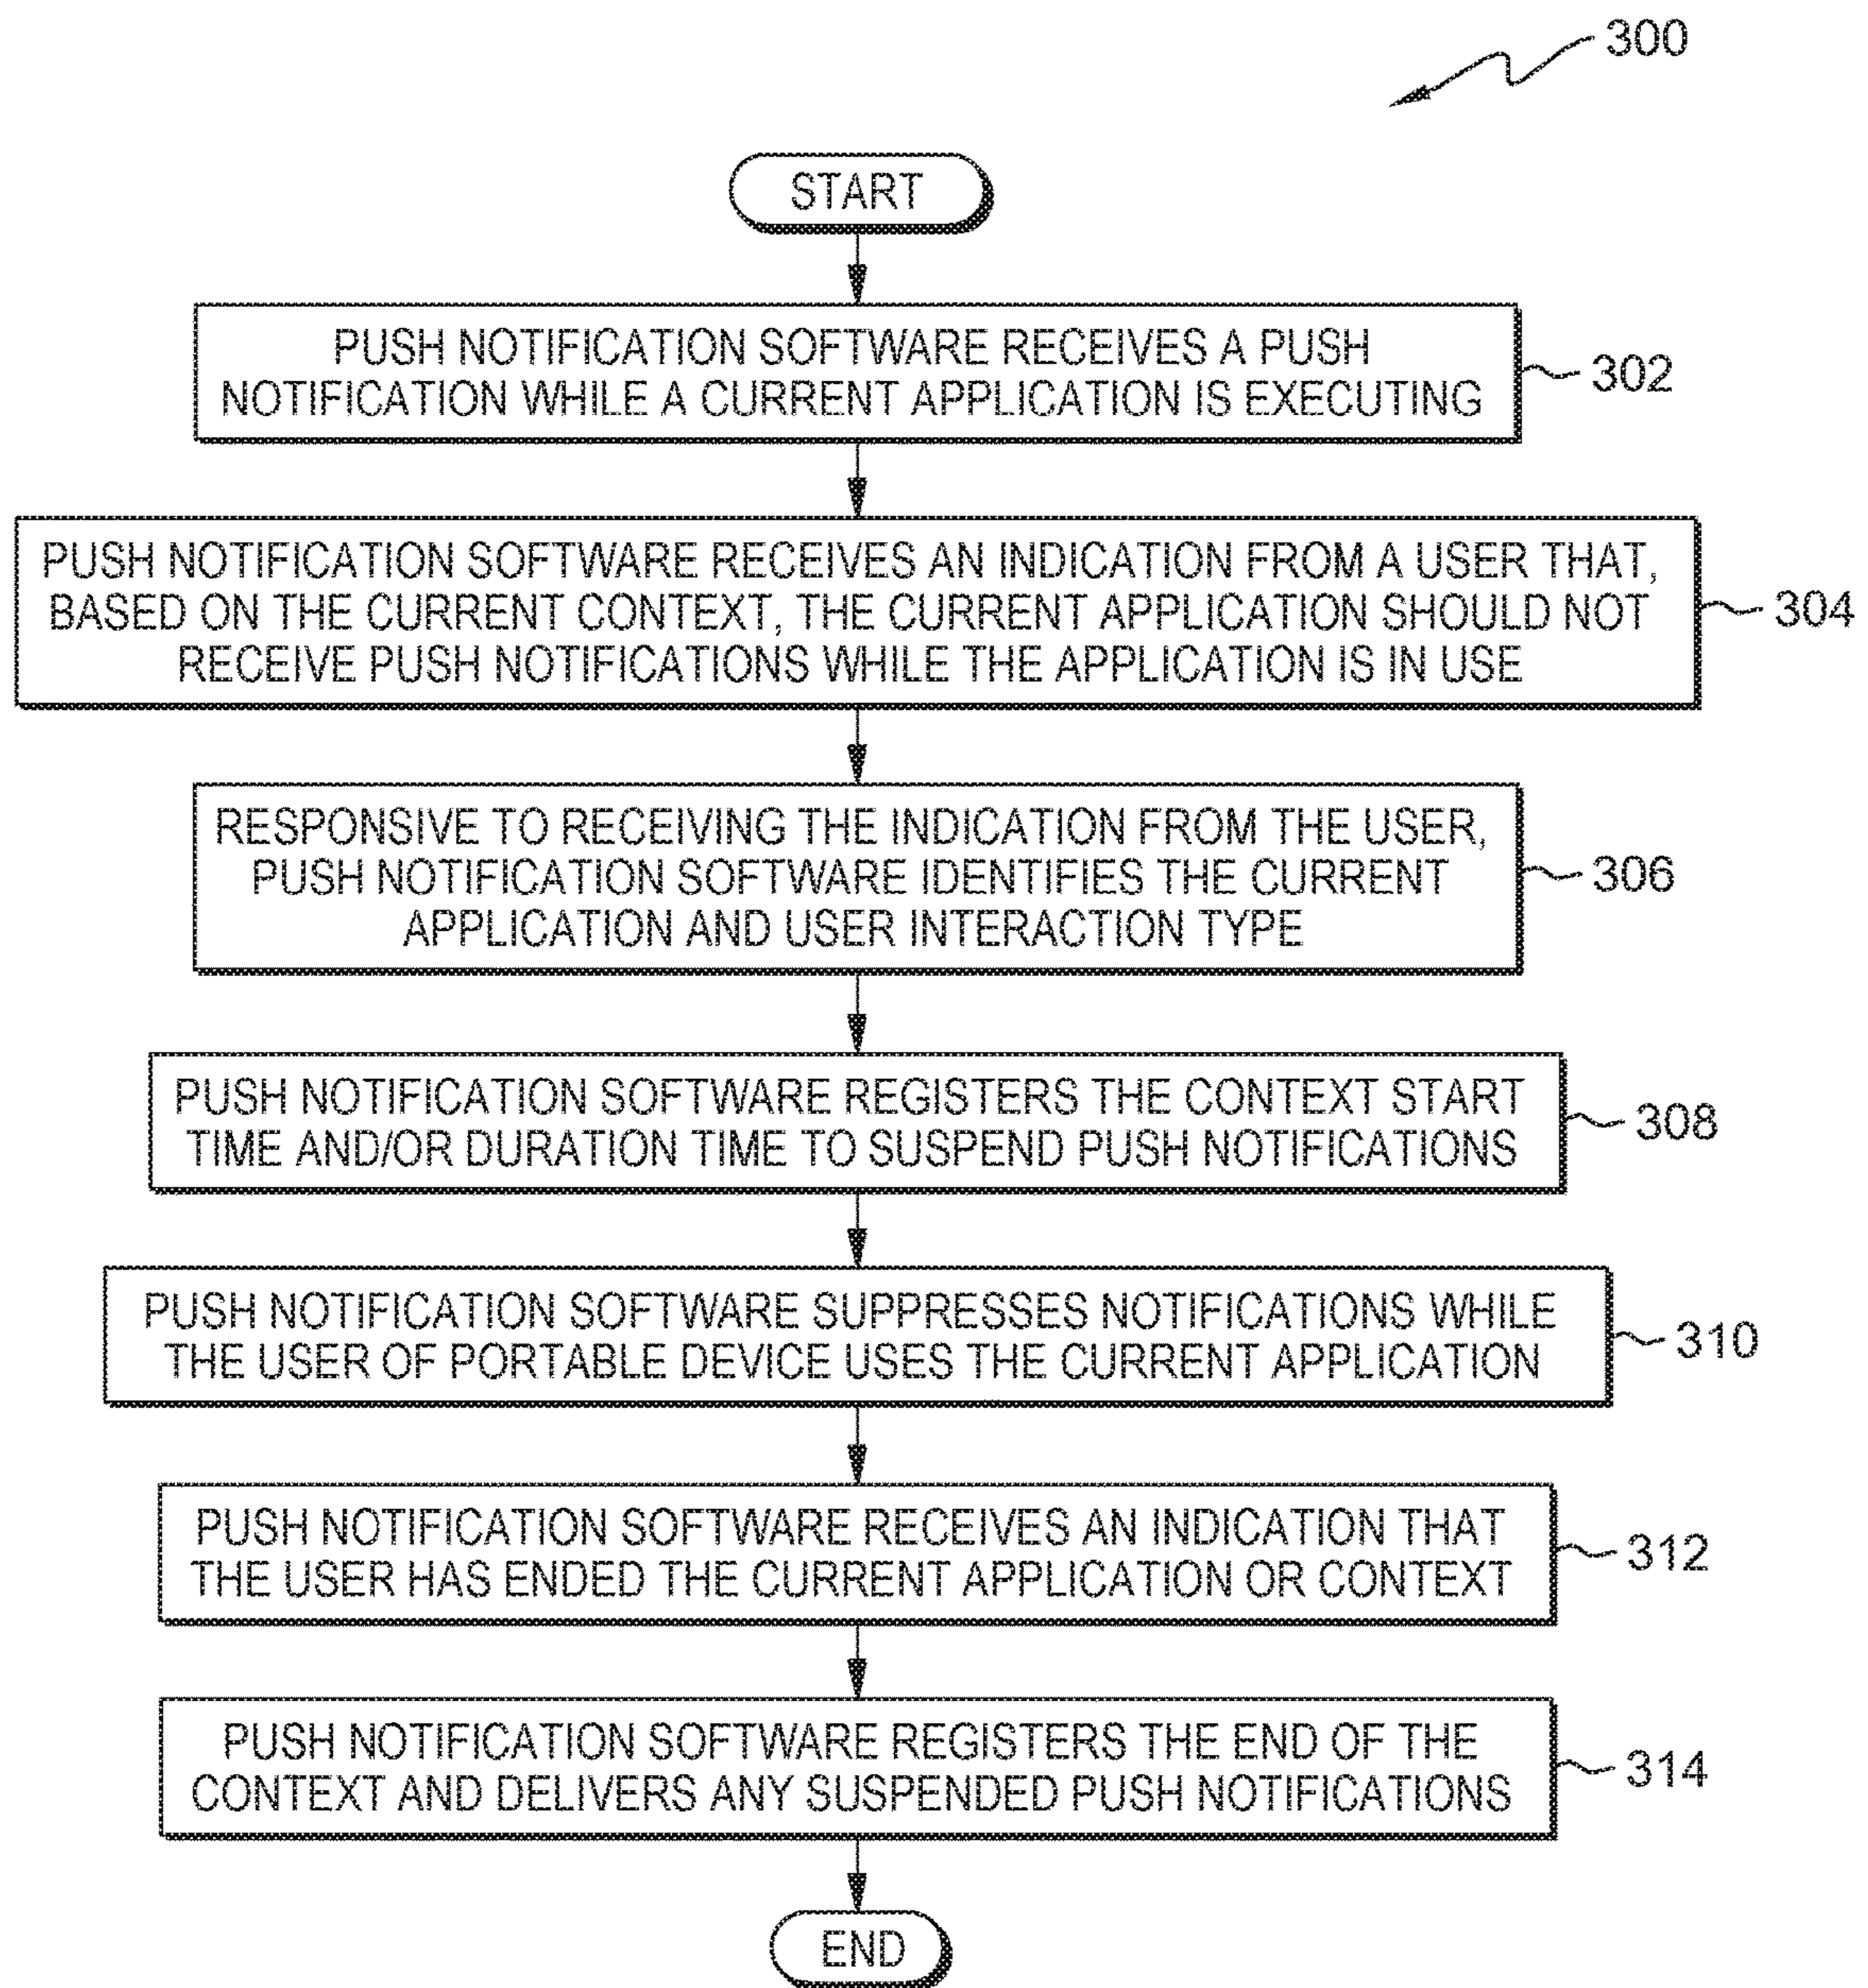 300
START
PUSH NOTIFICATION SOFTWARE RECEIVES A PUSH
NOTIFICATION WHILE A CURRENT APPLICATION IS EXECUTING
302
PUSH NOTIFICATION SOFTWARE RECEIVES AN INDICATION FROM A USER THAT,
BASED ON THE CURRENT CONTEXT, THE CURRENT APPLICATION SHOULD NOT
RECEIVE PUSH NOTIFICATIONS WHILE THE APPLICATION IS IN USE
304
RESPONSIVE TO RECEIVING THE INDICATION FROM THE USER,
PUSH NOTIFICATION SOFTWARE IDENTIFIES THE CURRENT
APPLICATION AND USER INTERACTION TYPE
306
PUSH NOTIFICATION SOFTWARE REGISTERS THE CONTEXT START
TIME AND/OR DURATION TIME TO SUSPEND PUSH NOTIFICATIONS
308
PUSH NOTIFICATION SOFTWARE SUPPRESSES NOTIFICATIONS WHILE
THE USER OF PORTABLE DEVICE USES THE CURRENT APPLICATION
310
PUSH NOTIFICATION SOFTWARE RECEIVES AN INDICATION THAT
THE USER HAS ENDED THE CURRENT APPLICATION OR CONTEXT
312
PUSH NOTIFICATION SOFTWARE REGISTERS THE END OF THE
CONTEXT AND DELIVERS ANY SUSPENDED PUSH NOTIFICATIONS
314
END